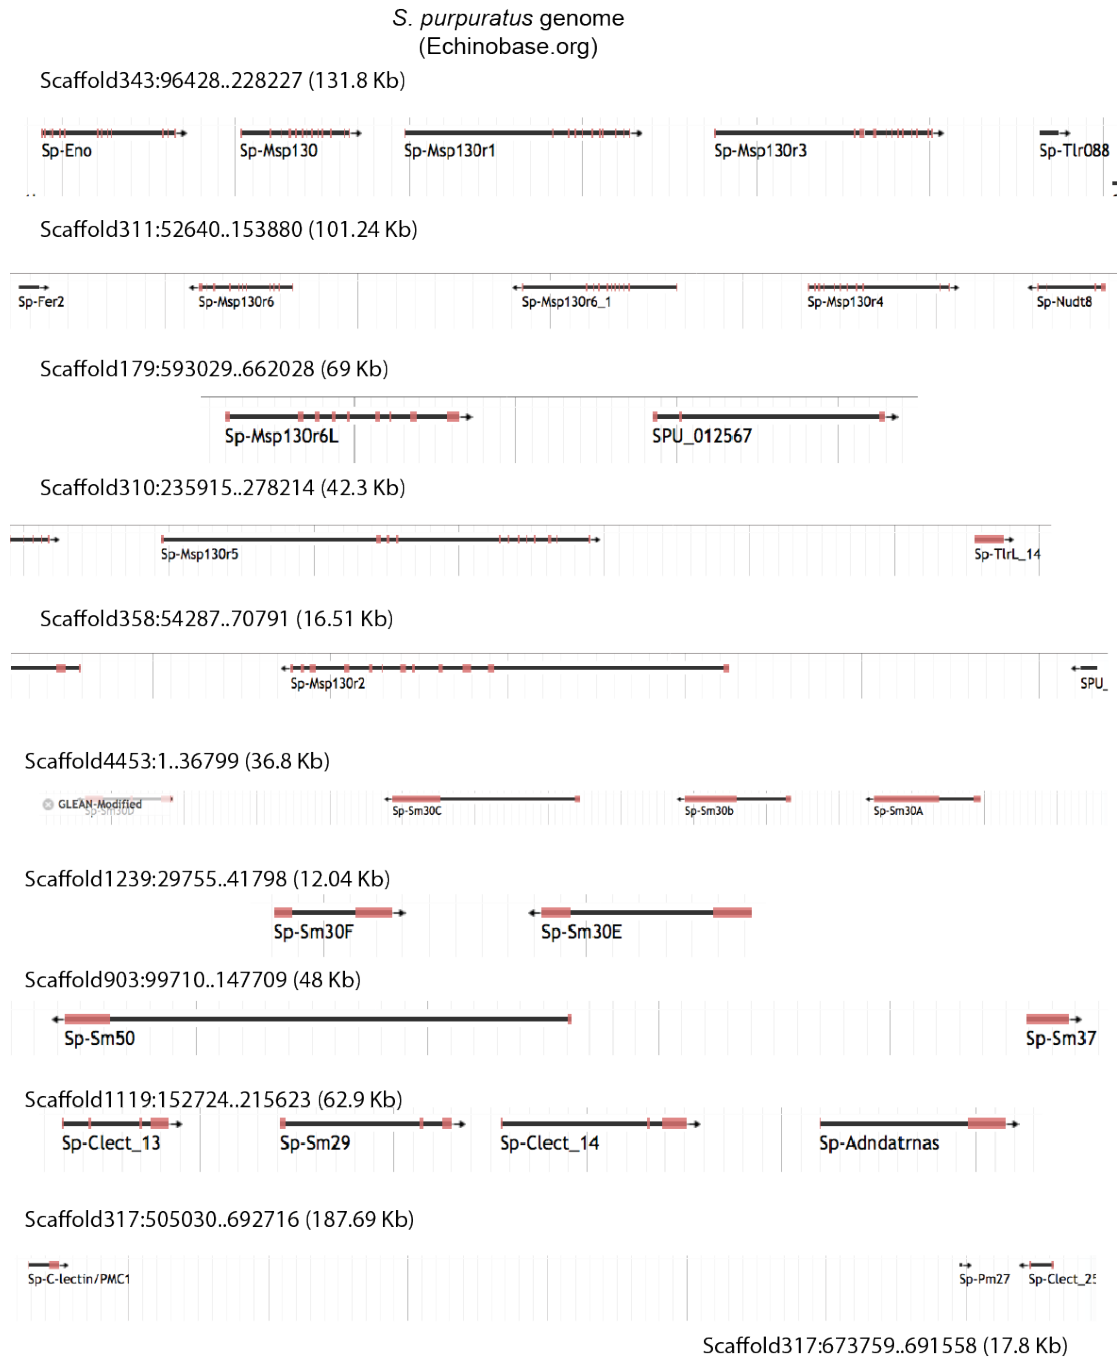 S. purpuratus genome
(Echinobase.org)
Scaffold343:96428..228227 (131.8 Kb)
Sp-Eno Sp-Msp130 Sp-Msp130r1 Sp-Msp130r3 Sp-Tlr088
Scaffold311:52640..153880 (101.24 Kb)
Sp-Fer2 Sp-Msp130r6 Sp-Msp130r6_1 Sp-Msp130r4 Sp-Nudt8
Scaffold179:593029..662028 (69 Kb)
Sp-Msp130r6L SPU_012567
Scaffold310:235915..278214 (42.3 Kb)
Sp-Msp130r5 Sp-TlrL_14
Scaffold358:54287..70791 (16.51 Kb)
Sp-Msp130r2 SPU_
Scaffold4453:1..36799 (36.8 Kb)
GLEAN-Modified
Sp-Sm30D Sp-Sm30C Sp-Sm30b Sp-Sm30A
Scaffold1239:29755..41798 (12.04 Kb)
Sp-Sm30F Sp-Sm30E
Scaffold903:99710..147709 (48 Kb)
Sp-Sm50 Sp-Sm37
Scaffold1119:152724..215623 (62.9 Kb)
Sp-Clect_13 Sp-Sm29 Sp-Clect_14 Sp-Adndatrnas
Scaffold317:505030..692716 (187.69 Kb)
Sp-C-lectin/PMC1 Sp-Pm27 Sp-Clect_25
Scaffold317:673759..691558 (17.8 Kb)